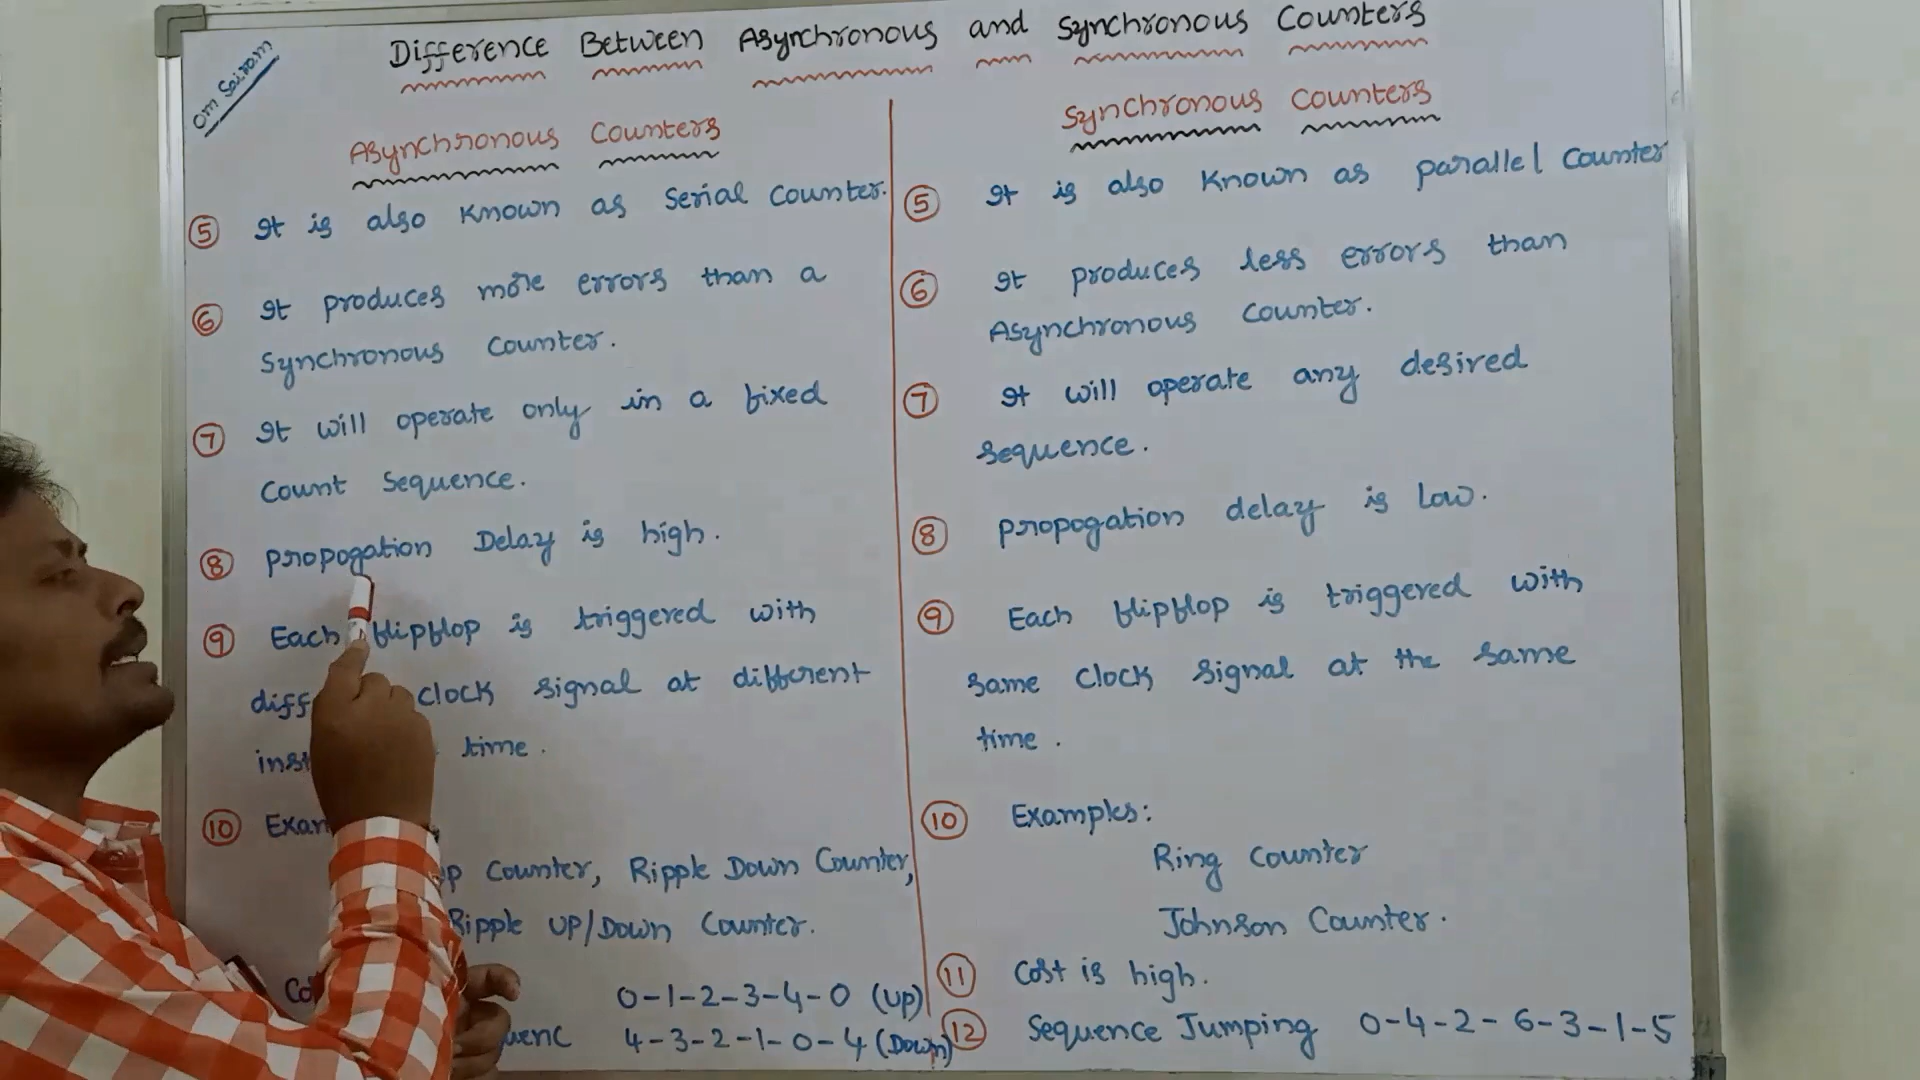 Om Sairam
Difference Between Asynchronous and Synchronous Counters
Asynchronous Counters
⑤ It is also known as Serial Counter.
⑥ It produces more errors than a
Synchronous Counter.
⑦ It will operate only in a fixed
Count Sequence.
⑧ Propogation Delay is high.
⑨ Each flipflop is triggered with
clock signal at different
time.
⑩
Counter, Ripple Down Counter,
Ripple UP/Down Counter.
0-1-2-3-4-0 (Up)
4-3-2-1-0-4 (Down)
Synchronous Counters
⑤ It is also known as parallel Counter
⑥ It produces less errors than
Asynchronous Counter.
⑦ It will operate any desired
sequence.
⑧ Propogation delay is Low.
⑨ Each flipflop is triggered with
same clock signal at the same
time.
⑩ Examples:
Ring Counter
Johnson Counter.
⑪ Cost is high.
⑫ Sequence Jumping 0-4-2-6-3-1-5